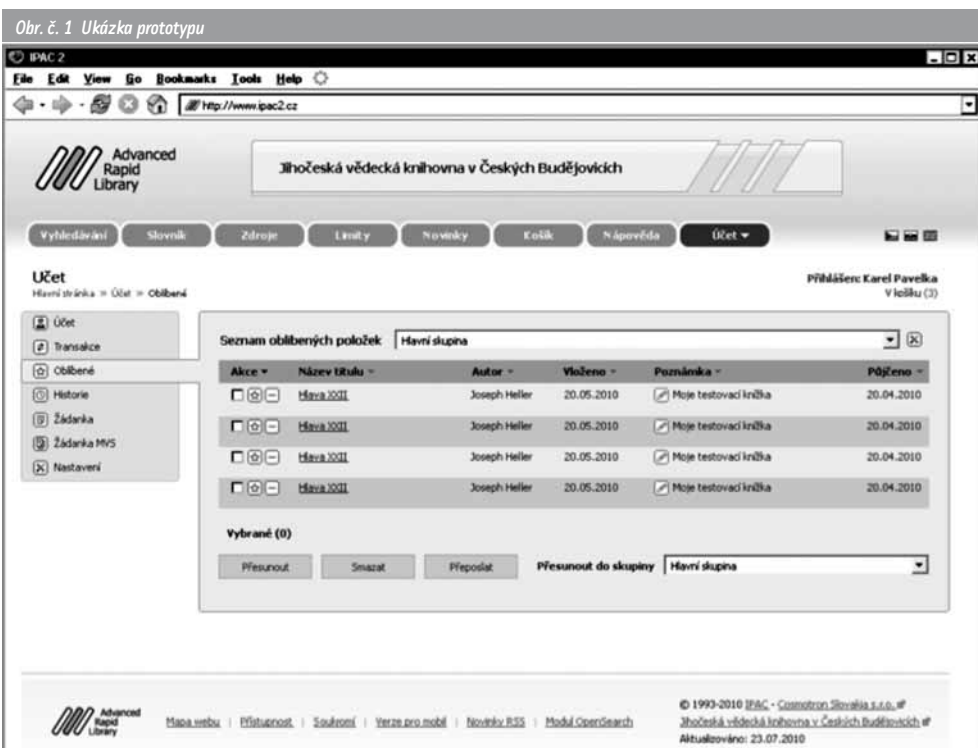 Obr. č. 1 Ukázka prototypu
IPAC 2
File Edit View Go Bookmarks Tools Help
http://www.ipac2.cz
Advanced
Rapid
Library
Jihočeská vědecká knihovna v Českých Budějovicích
Vyhledávání Slovník Zdroje Limity Novinky Košík Nápověda Účet
Účet
Přihlášen: Karel Pavelka
Hlavní stránka » Účet » Oblíbené
V košíku (3)
Účet
Transakce
Oblíbené
Historie
Žádanka
Žádanka MVS
Nastavení
Seznam oblíbených položek Hlavní skupina
Akce Název titulu Autor Vloženo Poznámka Půjčeno
Hlava XXII Joseph Heller 20.05.2010 Moje testovací knížka 20.04.2010
Hlava XXII Joseph Heller 20.05.2010 Moje testovací knížka 20.04.2010
Hlava XXII Joseph Heller 20.05.2010 Moje testovací knížka 20.04.2010
Hlava XXII Joseph Heller 20.05.2010 Moje testovací knížka 20.04.2010
Vybrané (0)
Přesunout Smazat Přeposlat Přesunout do skupiny Hlavní skupina
Advanced
Rapid
Library
Mapa webu | Přístupnost | Soukromí | Verze pro mobil | Novinky RSS | Modul OpenSearch
© 1993-2010 IPAC - Cosmotron Slovakia s.r.o.
Jihočeská vědecká knihovna v Českých Budějovicích
Aktualizováno: 23.07.2010